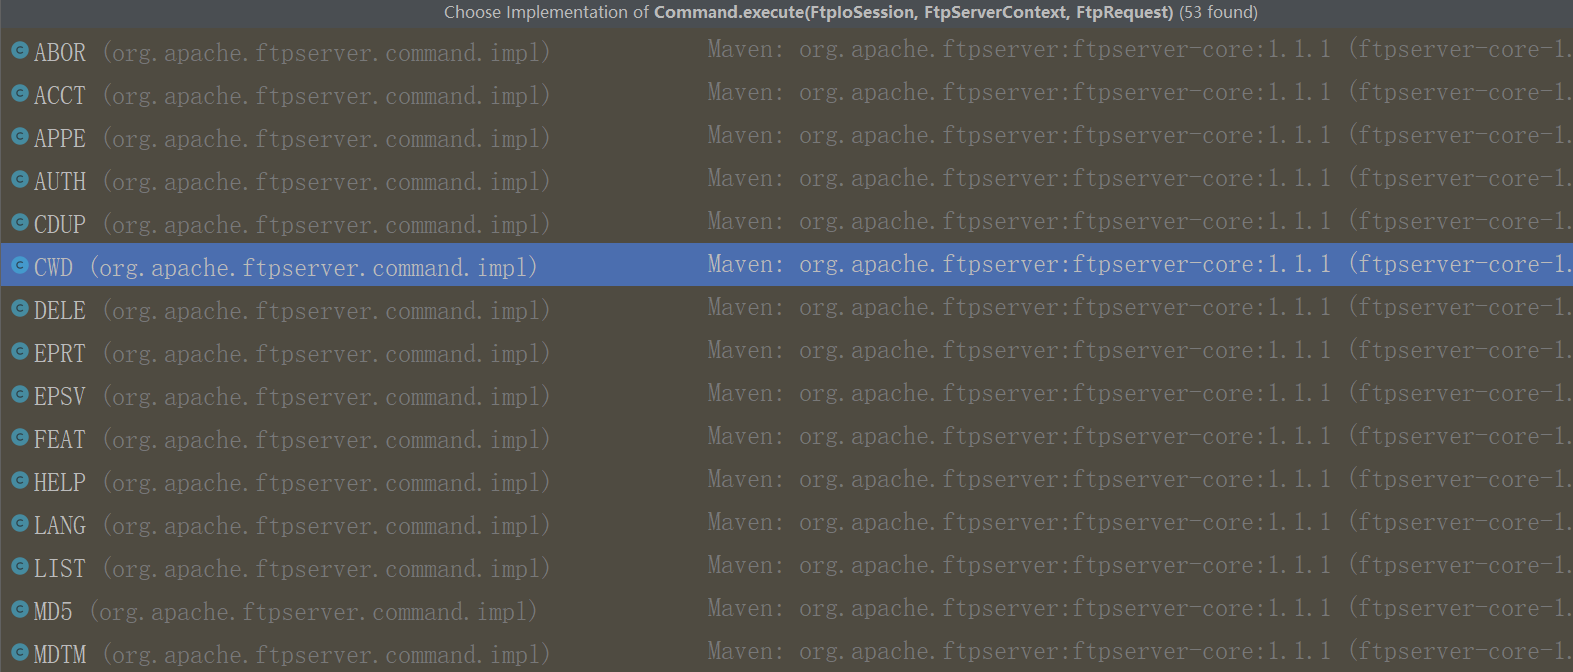 Choose Implementation of Command.execute(FtpIoSession, FtpServerContext, FtpRequest) (53 found)
C ABOR (org.apache.ftpserver.command.impl) Maven: org.apache.ftpserver:ftpserver-core:1.1.1 (ftpserver-core-1.
C ACCT (org.apache.ftpserver.command.impl) Maven: org.apache.ftpserver:ftpserver-core:1.1.1 (ftpserver-core-1.
C APPE (org.apache.ftpserver.command.impl) Maven: org.apache.ftpserver:ftpserver-core:1.1.1 (ftpserver-core-1.
C AUTH (org.apache.ftpserver.command.impl) Maven: org.apache.ftpserver:ftpserver-core:1.1.1 (ftpserver-core-1.
C CDUP (org.apache.ftpserver.command.impl) Maven: org.apache.ftpserver:ftpserver-core:1.1.1 (ftpserver-core-1.
C CWD (org.apache.ftpserver.command.impl) Maven: org.apache.ftpserver:ftpserver-core:1.1.1 (ftpserver-core-1.
C DELE (org.apache.ftpserver.command.impl) Maven: org.apache.ftpserver:ftpserver-core:1.1.1 (ftpserver-core-1.
C EPRT (org.apache.ftpserver.command.impl) Maven: org.apache.ftpserver:ftpserver-core:1.1.1 (ftpserver-core-1.
C EPSV (org.apache.ftpserver.command.impl) Maven: org.apache.ftpserver:ftpserver-core:1.1.1 (ftpserver-core-1.
C FEAT (org.apache.ftpserver.command.impl) Maven: org.apache.ftpserver:ftpserver-core:1.1.1 (ftpserver-core-1.
C HELP (org.apache.ftpserver.command.impl) Maven: org.apache.ftpserver:ftpserver-core:1.1.1 (ftpserver-core-1.
C LANG (org.apache.ftpserver.command.impl) Maven: org.apache.ftpserver:ftpserver-core:1.1.1 (ftpserver-core-1.
C LIST (org.apache.ftpserver.command.impl) Maven: org.apache.ftpserver:ftpserver-core:1.1.1 (ftpserver-core-1.
C MD5 (org.apache.ftpserver.command.impl) Maven: org.apache.ftpserver:ftpserver-core:1.1.1 (ftpserver-core-1.
C MDTM (org.apache.ftpserver.command.impl) Maven: org.apache.ftpserver:ftpserver-core:1.1.1 (ftpserver-core-1.